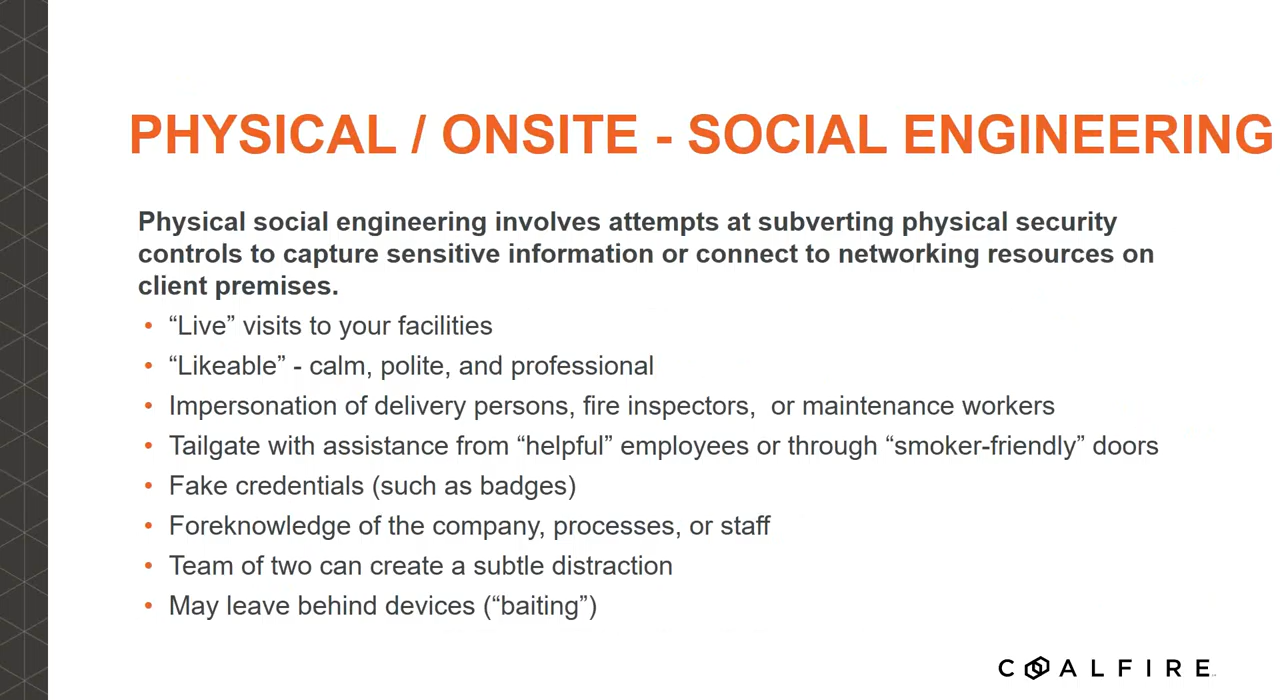 PHYSICAL / ONSITE - SOCIAL ENGINEERING
Physical social engineering involves attempts at subverting physical security
controls to capture sensitive information or connect to networking resources on
client premises.
• “Live” visits to your facilities
• “Likeable” - calm, polite, and professional
• Impersonation of delivery persons, fire inspectors,  or maintenance workers
• Tailgate with assistance from “helpful” employees or through “smoker-friendly” doors
• Fake credentials (such as badges)
• Foreknowledge of the company, processes, or staff
• Team of two can create a subtle distraction
• May leave behind devices (“baiting”)
COALFIRE